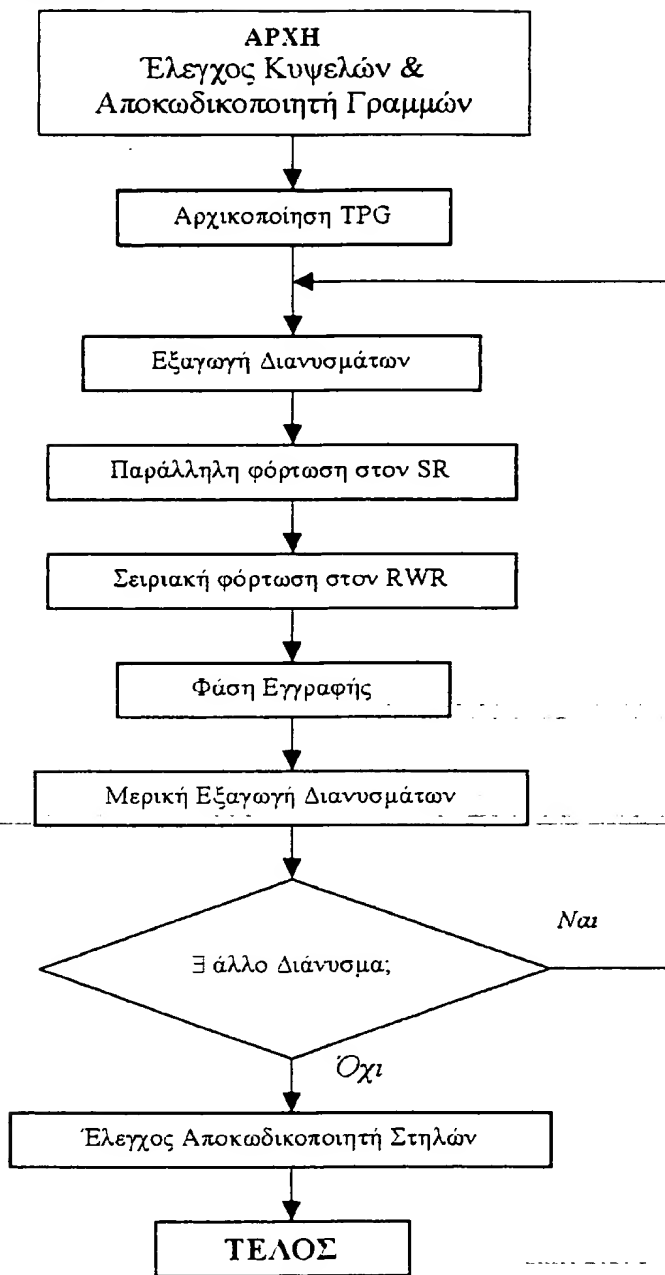 ΑΡΧΗ
Έλεγχος Κυψελών &
Αποκωδικοποιητή Γραμμών
Αρχικοποίηση TPG
Εξαγωγή Διανυσμάτων
Παράλληλη φόρτωση στον SR
Σειριακή φόρτωση στον RWR
Φάση Εγγραφής
Μερική Εξαγωγή Διανυσμάτων
Ναι
∃ άλλο Διάνυσμα;
Όχι
Έλεγχος Αποκωδικοποιητή Στηλών
ΤΕΛΟΣ